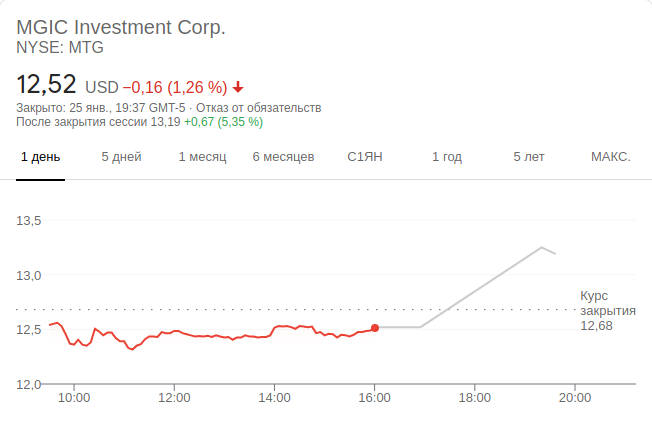 MGIC Investment Corp.
NYSE: MTG
12,52 USD −0,16 (1,26 %)
Закрыто: 25 янв., 19:37 GMT-5 · Отказ от обязательств
После закрытия сессии 13,19 +0,67 (5,35 %)
1 день 5 дней 1 месяц 6 месяцев С1ЯН 1 год 5 лет МАКС.
13,5
13,0
Курс
закрытия
12,68
12,5
12,0
10:00 12:00 14:00 16:00 18:00 20:00